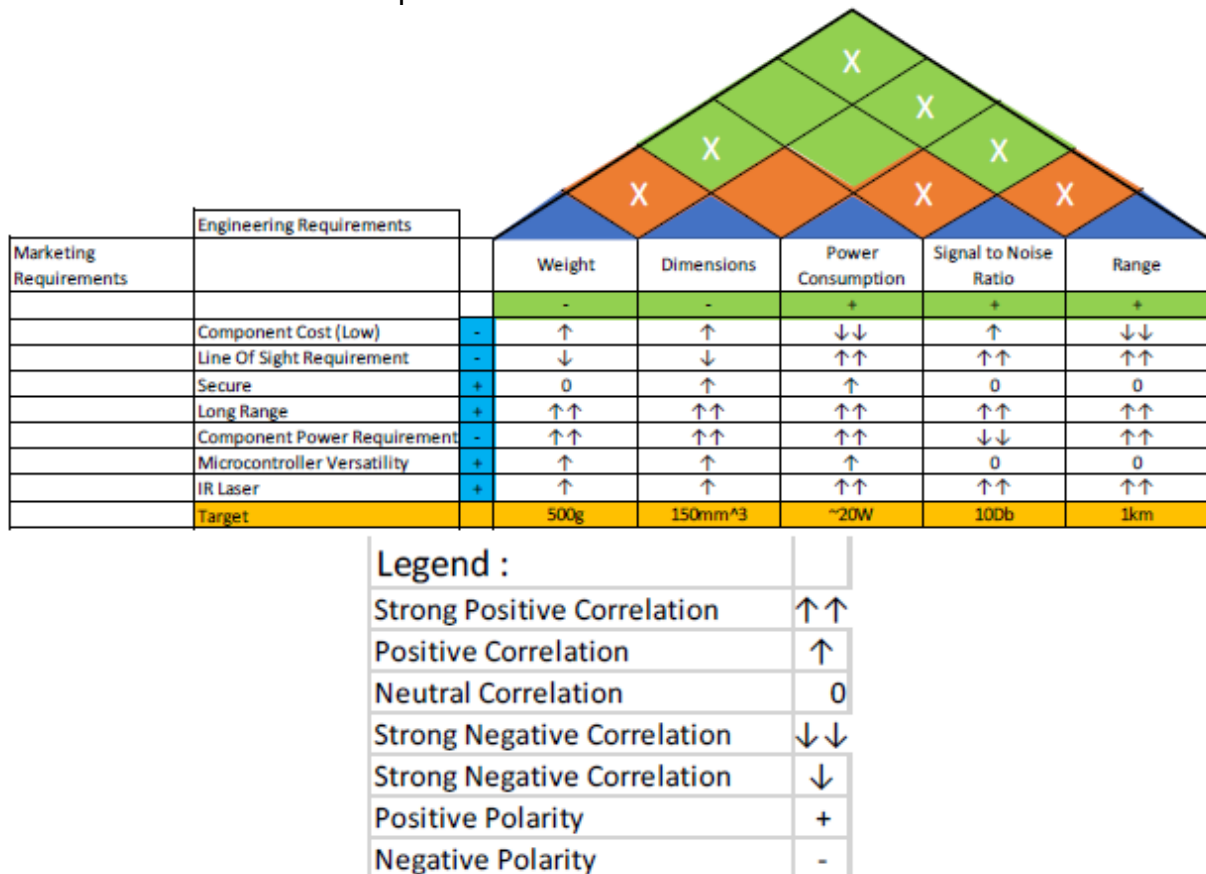 X
X
X X
X X X
Engineering Requirements
Marketing Requirements Weight Dimensions Power Consumption Signal to Noise Ratio Range
- - + + +
Component Cost (Low) - ↑ ↑ ↓↓ ↑ ↓↓
Line Of Sight Requirement - ↓ ↓ ↑↑ ↑↑ ↑↑
Secure + 0 ↑ ↑ 0 0
Long Range + ↑↑ ↑↑ ↑↑ ↑↑ ↑↑
Component Power Requirement - ↑↑ ↑↑ ↑↑ ↓↓ ↑↑
Microcontroller Versatility + ↑ ↑ ↑ 0 0
IR Laser + ↑ ↑ ↑↑ ↑↑ ↑↑
Target 500g 150mm^3 ~20W 10Db 1km
Legend :
Strong Positive Correlation ↑↑
Positive Correlation ↑
Neutral Correlation 0
Strong Negative Correlation ↓↓
Strong Negative Correlation ↓
Positive Polarity +
Negative Polarity -